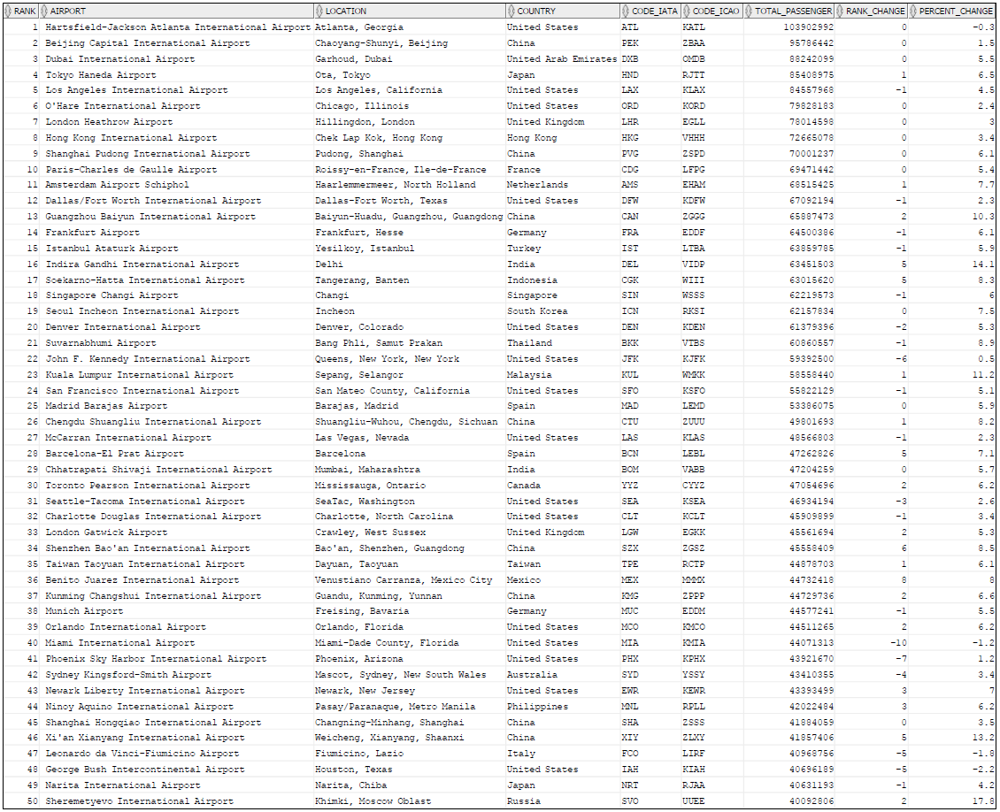 RANK AIRPORT LOCATION COUNTRY CODE_IATA CODE_ICAO TOTAL_PASSENGER RANK_CHANGE PERCENT_CHANGE
1 Hartsfield-Jackson Atlanta International Airport Atlanta, Georgia United States ATL KATL 103902992 0 -0.3
2 Beijing Capital International Airport Chaoyang-Shunyi, Beijing China PEK ZBAA 95786442 0 1.5
3 Dubai International Airport Garhoud, Dubai United Arab Emirates DXB OMDB 88242099 0 5.5
4 Tokyo Haneda Airport Ota, Tokyo Japan HND RJTT 85408975 1 6.5
5 Los Angeles International Airport Los Angeles, California United States LAX KLAX 84557968 -1 4.5
6 O'Hare International Airport Chicago, Illinois United States ORD KORD 79828183 0 2.4
7 London Heathrow Airport Hillingdon, London United Kingdom LHR EGLL 78014598 0 3
8 Hong Kong International Airport Chek Lap Kok, Hong Kong Hong Kong HKG VHHH 72665078 0 3.4
9 Shanghai Pudong International Airport Pudong, Shanghai China PVG ZSPD 70001237 0 6.1
10 Paris-Charles de Gaulle Airport Roissy-en-France, Ile-de-France France CDG LFPG 69471442 0 5.4
11 Amsterdam Airport Schiphol Haarlemmermeer, North Holland Netherlands AMS EHAM 68515425 1 7.7
12 Dallas/Fort Worth International Airport Dallas-Fort Worth, Texas United States DFW KDFW 67092194 -1 2.3
13 Guangzhou Baiyun International Airport Baiyun-Huadu, Guangzhou, Guangdong China CAN ZGGG 65887473 2 10.3
14 Frankfurt Airport Frankfurt, Hesse Germany FRA EDDF 64500386 -1 6.1
15 Istanbul Ataturk Airport Yesilkoy, Istanbul Turkey IST LTBA 63859785 -1 5.9
16 Indira Gandhi International Airport Delhi India DEL VIDP 63451503 5 14.1
17 Soekarno-Hatta International Airport Tangerang, Banten Indonesia CGK WIII 63015620 5 8.3
18 Singapore Changi Airport Changi Singapore SIN WSSS 62219573 -1 6
19 Seoul Incheon International Airport Incheon South Korea ICN RKSI 62157834 0 7.5
20 Denver International Airport Denver, Colorado United States DEN KDEN 61379396 -2 5.3
21 Suvarnabhumi Airport Bang Phli, Samut Prakan Thailand BKK VTBS 60860557 -1 8.9
22 John F. Kennedy International Airport Queens, New York, New York United States JFK KJFK 59392500 -6 0.5
23 Kuala Lumpur International Airport Sepang, Selangor Malaysia KUL WMKK 58558440 1 11.2
24 San Francisco International Airport San Mateo County, California United States SFO KSFO 55822129 -1 5.1
25 Madrid Barajas Airport Barajas, Madrid Spain MAD LEMD 53386075 0 5.9
26 Chengdu Shuangliu International Airport Shuangliu-Wuhou, Chengdu, Sichuan China CTU ZUUU 49801693 1 8.2
27 McCarran International Airport Las Vegas, Nevada United States LAS KLAS 48566803 -1 2.3
28 Barcelona-El Prat Airport Barcelona Spain BCN LEBL 47262826 5 7.1
29 Chhatrapati Shivaji International Airport Mumbai, Maharashtra India BOM VABB 47204259 0 5.7
30 Toronto Pearson International Airport Mississauga, Ontario Canada YYZ CYYZ 47054696 2 6.2
31 Seattle-Tacoma International Airport SeaTac, Washington United States SEA KSEA 46934194 -3 2.6
32 Charlotte Douglas International Airport Charlotte, North Carolina United States CLT KCLT 45909899 -1 3.4
33 London Gatwick Airport Crawley, West Sussex United Kingdom LGW EGKK 45561694 2 5.3
34 Shenzhen Bao'an International Airport Bao'an, Shenzhen, Guangdong China SZX ZGSZ 45558409 6 8.5
35 Taiwan Taoyuan International Airport Dayuan, Taoyuan Taiwan TPE RCTP 44878703 1 6.1
36 Benito Juarez International Airport Venustiano Carranza, Mexico City Mexico MEX MMMX 44732418 8 8
37 Kunming Changshui International Airport Guandu, Kunming, Yunnan China KMG ZPPP 44729736 2 6.6
38 Munich Airport Freising, Bavaria Germany MUC EDDM 44577241 -1 5.5
39 Orlando International Airport Orlando, Florida United States MCO KMCO 44511265 2 6.2
40 Miami International Airport Miami-Dade County, Florida United States MIA KMIA 44071313 -10 -1.2
41 Phoenix Sky Harbor International Airport Phoenix, Arizona United States PHX KPHX 43921670 -7 1.2
42 Sydney Kingsford-Smith Airport Mascot, Sydney, New South Wales Australia SYD YSSY 43410355 -4 3.4
43 Newark Liberty International Airport Newark, New Jersey United States EWR KEWR 43393499 3 7
44 Ninoy Aquino International Airport Pasay/Paranaque, Metro Manila Philippines MNL RPLL 42022484 3 6.2
45 Shanghai Hongqiao International Airport Changning-Minhang, Shanghai China SHA ZSSS 41884059 0 3.5
46 Xi'an Xianyang International Airport Weicheng, Xianyang, Shaanxi China XIY ZLXY 41857406 5 13.2
47 Leonardo da Vinci-Fiumicino Airport Fiumicino, Lazio Italy FCO LIRF 40968756 -5 -1.8
48 George Bush Intercontinental Airport Houston, Texas United States IAH KIAH 40696189 -5 -2.2
49 Narita International Airport Narita, Chiba Japan NRT RJAA 40631193 -1 4.2
50 Sheremetyevo International Airport Khimki, Moscow Oblast Russia SVO UUEE 40092806 2 17.8